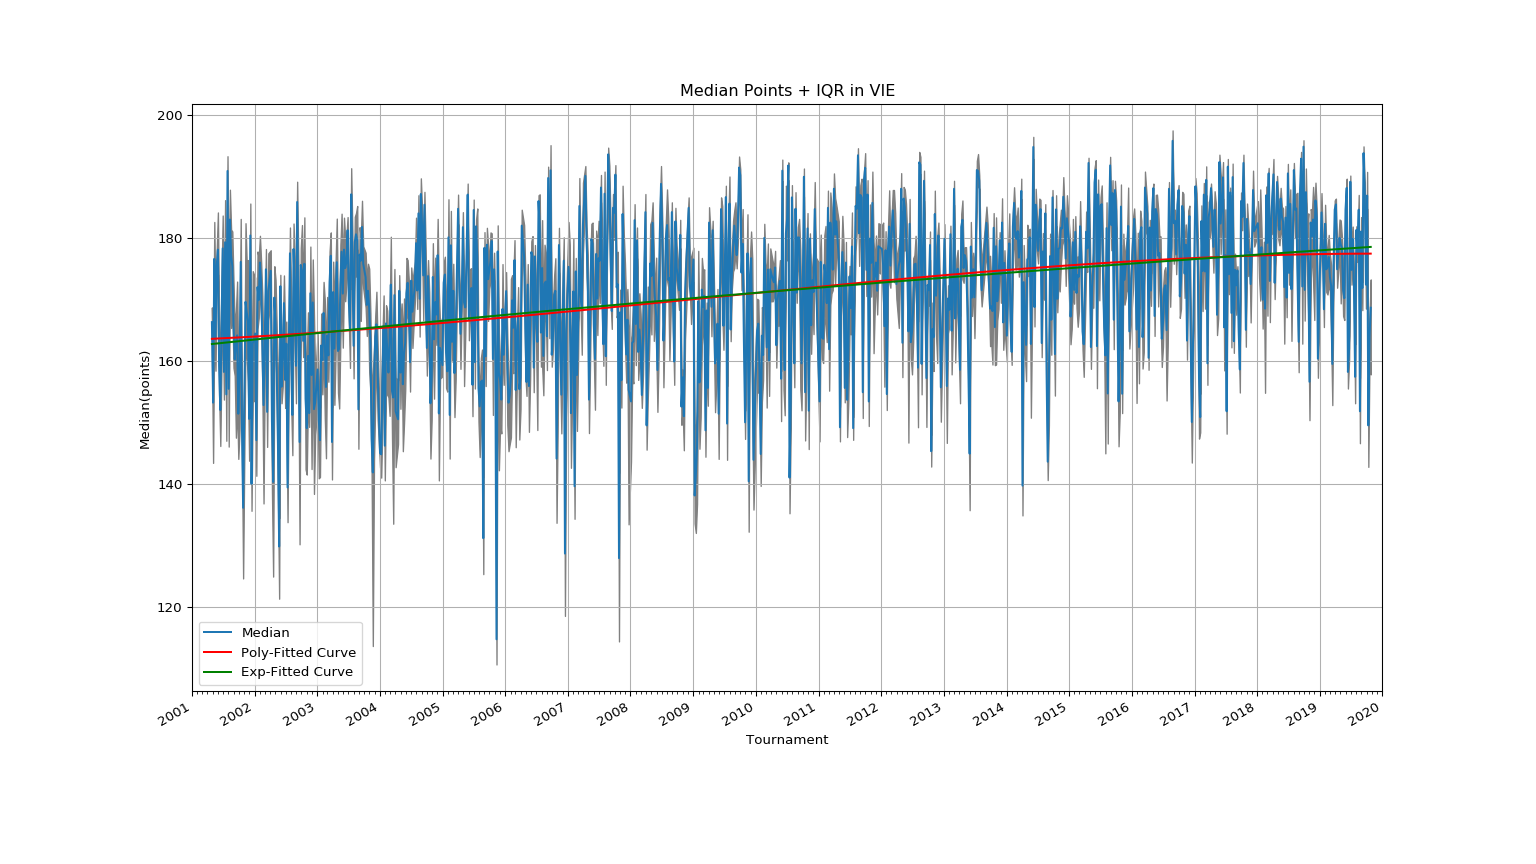 Median Points + IQR in VIE
200
180
160
140
120
Median(points)
Median
Poly-Fitted Curve
Exp-Fitted Curve
2001 2002 2003 2004 2005 2006 2007 2008 2009 2010 2011 2012 2013 2014 2015 2016 2017 2018 2019 2020
Tournament